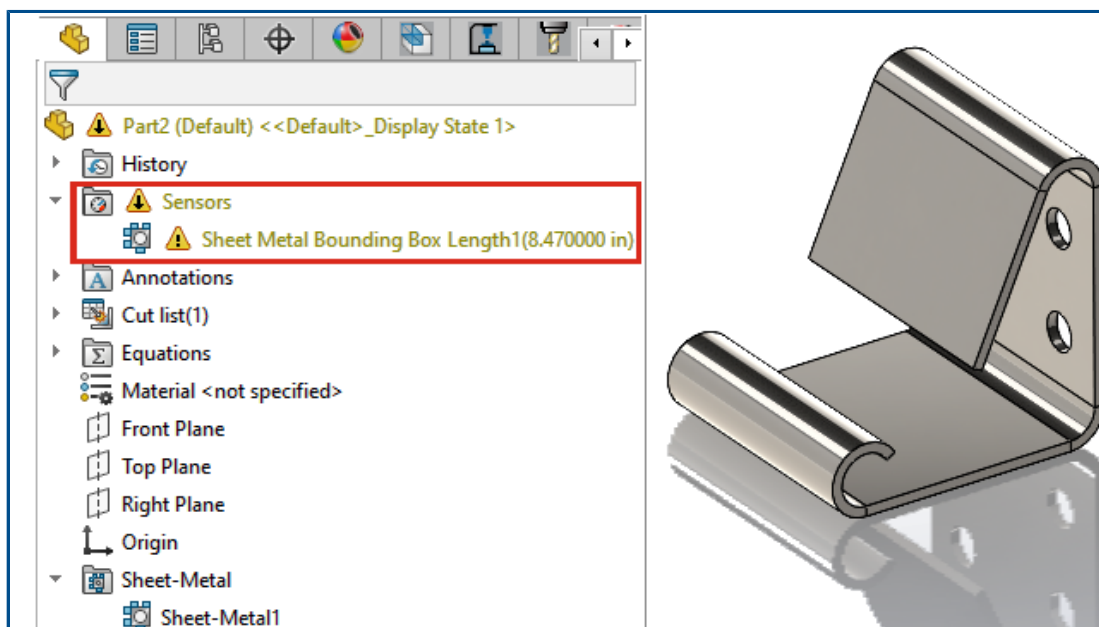 Part2 (Default) <<Default>_Display State 1>
History
Sensors
Sheet Metal Bounding Box Length1(8.470000 in)
Annotations
Cut list(1)
Equations
Material <not specified>
Front Plane
Top Plane
Right Plane
Origin
Sheet-Metal
Sheet-Metal1